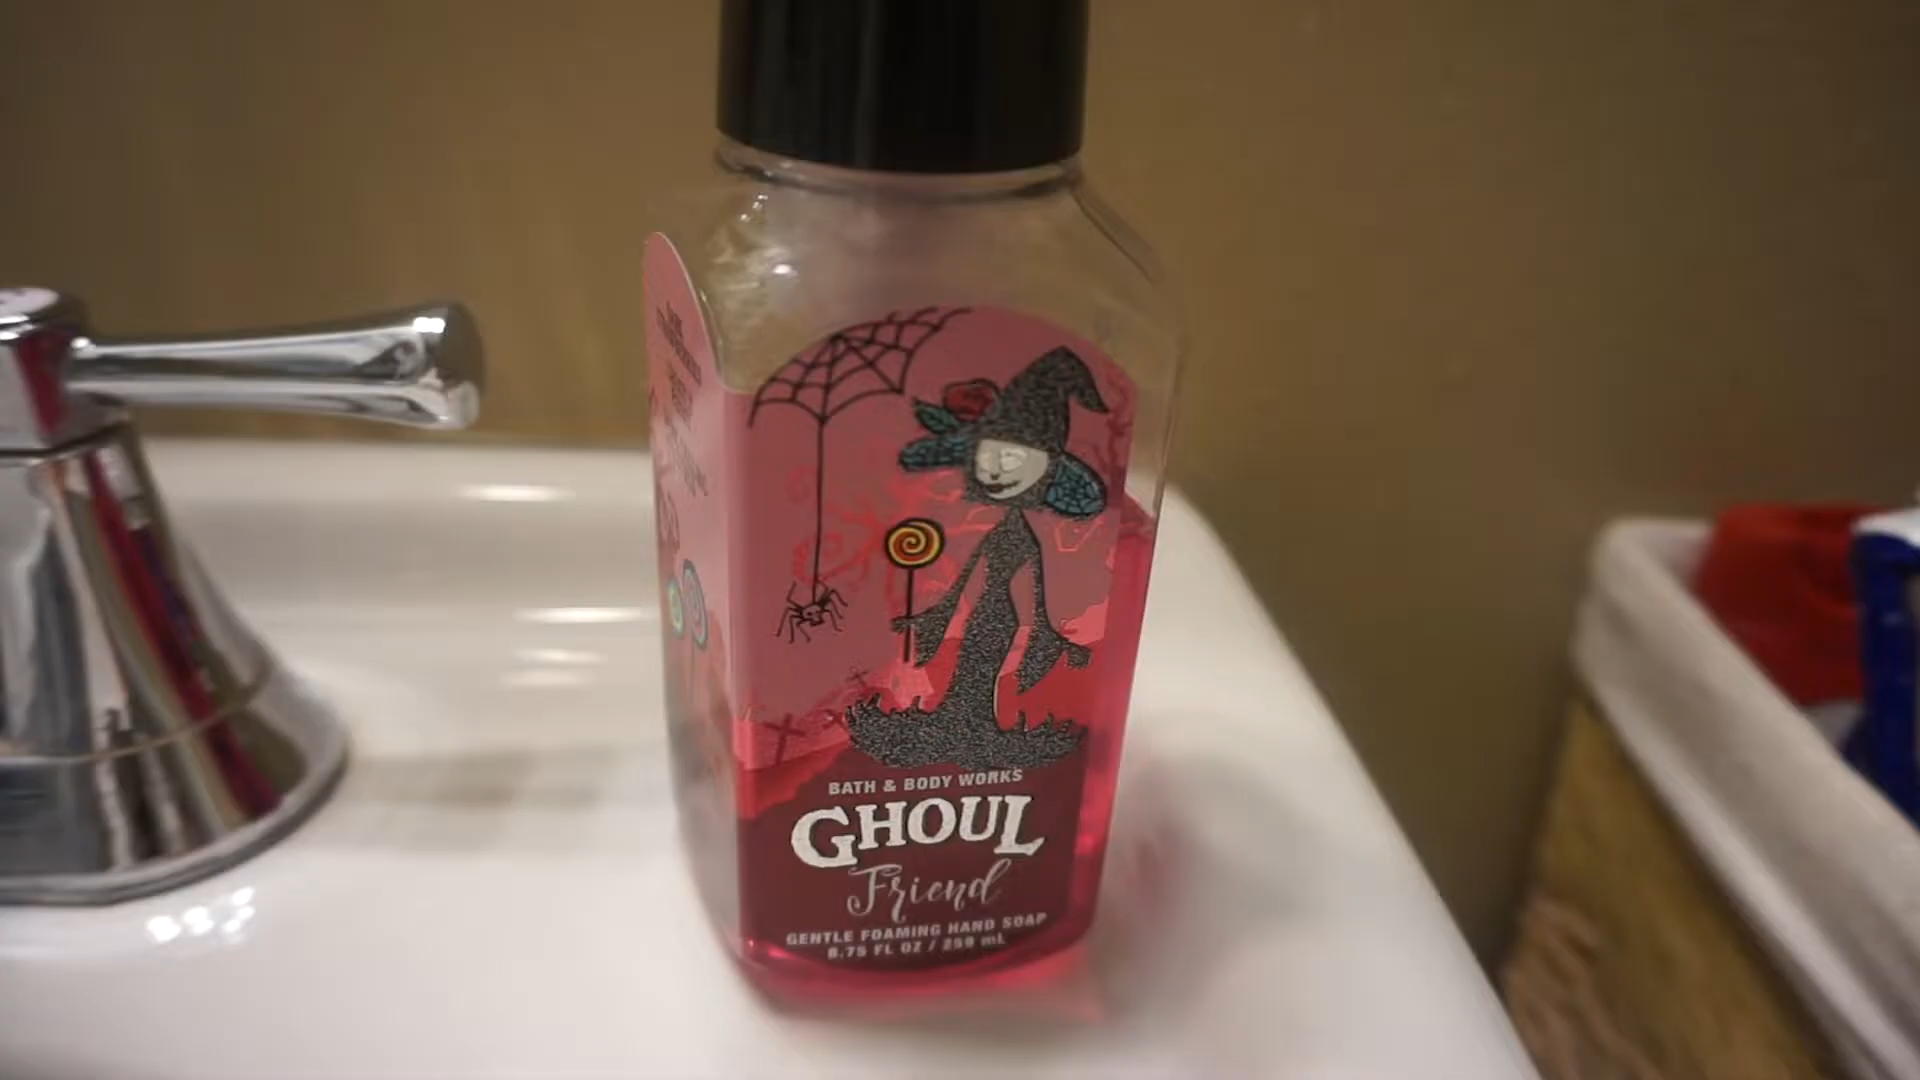 BATH & BODY WORKS
GHOUL
Friend
GENTLE FOAMING HAND SOAP
8.75 FL OZ / 259 mL